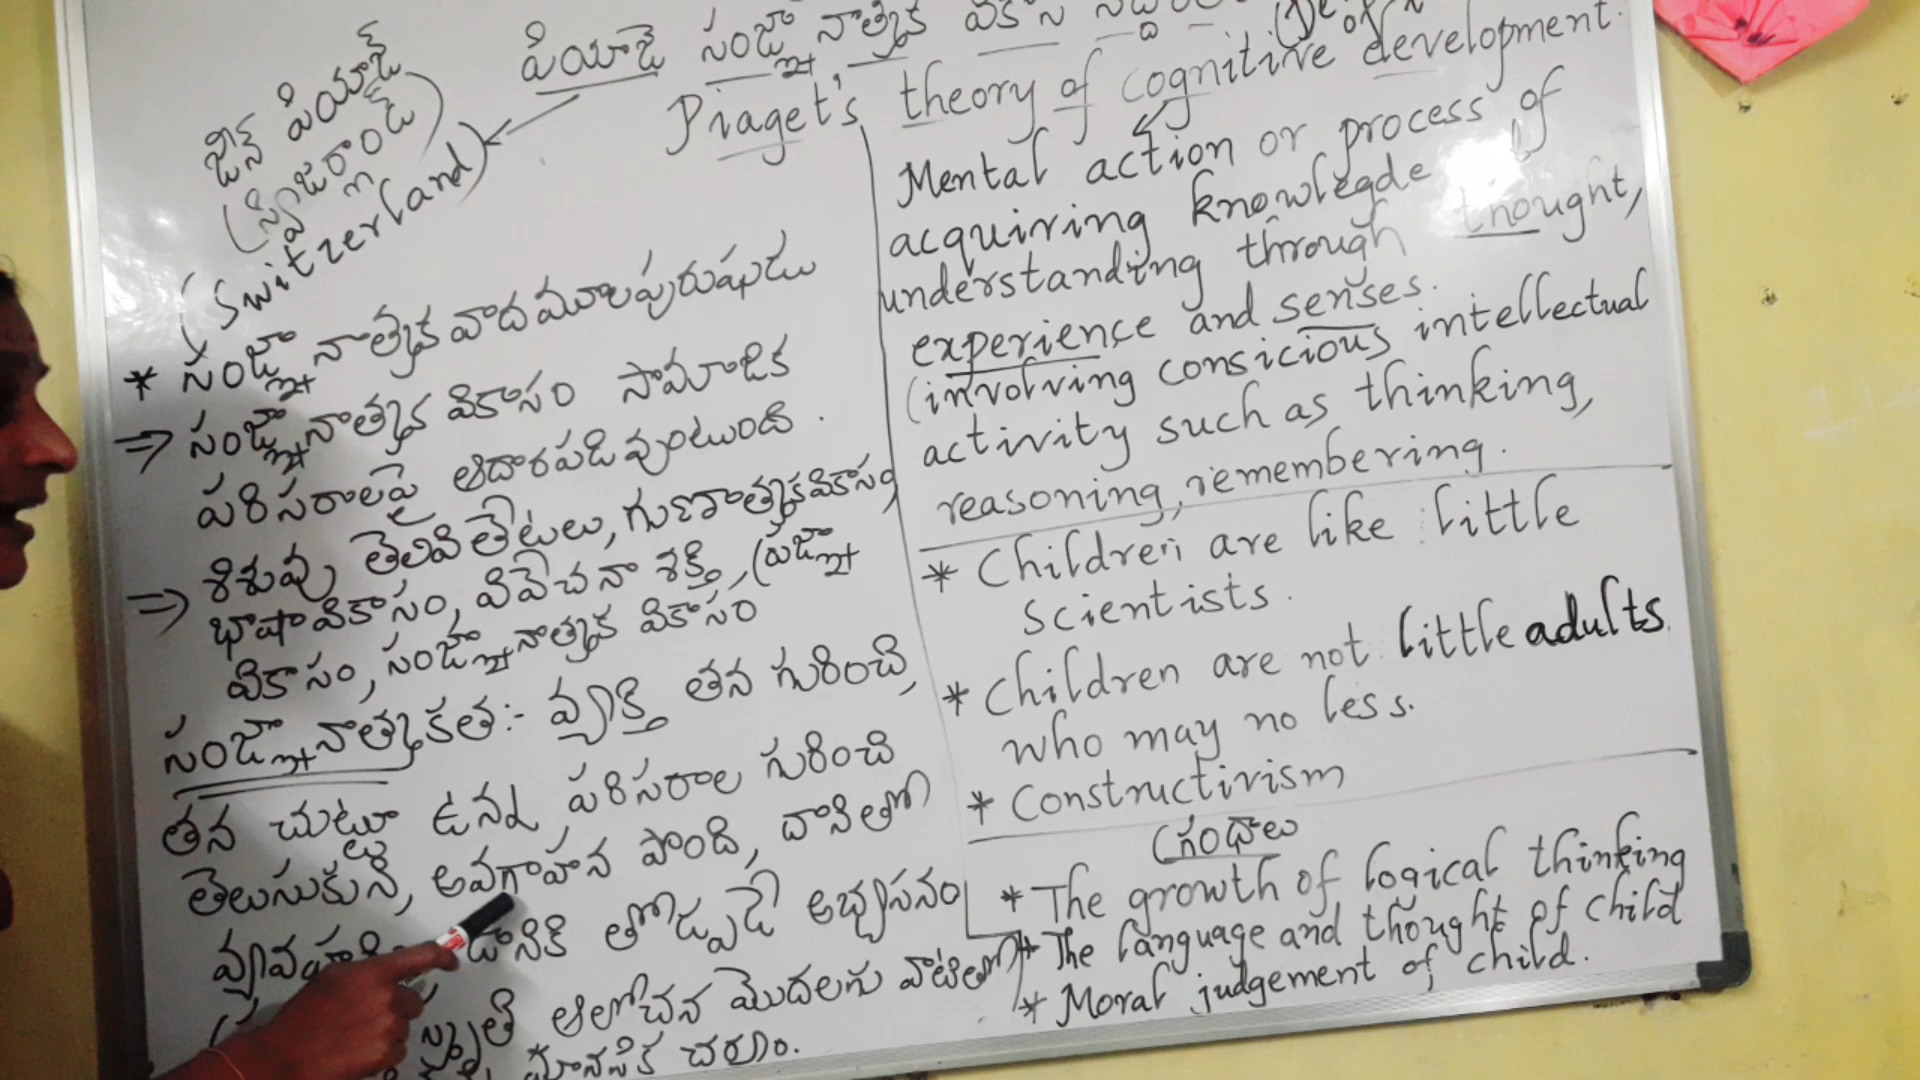 పియాజె సంజ్ఞానాత్మక వికాస
Piaget's theory of cognitive development.
జీన్ పియాజే
(స్విట్జర్లాండ్)
(Switzerland)
* సంజ్ఞానాత్మక వాద మూలపురుషుడు
⇒ సంజ్ఞానాత్మక వికాసం సామాజిక
పరిసరాలపై ఆదారపడి వుంటుంది.
⇒ శిశువు తెలివితేటలు, గుణాత్మక వికాసం,
భాషా వికాసం, వివేచనా శక్తి, ప్రజ్ఞా
వికాసం, సంజ్ఞానాత్మక వికాసం
సంజ్ఞానాత్మకత:- వ్యక్తి తన గురించి,
తన చుట్టూ ఉన్న పరిసరాల గురించి
తెలుసుకుని, అవగాహన పొంది, దానితో
తోడ్పడే అభ్యసనం
స్మృతి ఆలోచన మొదలగు వాటితో
మానసిక చర్య.
Mental action or process of
acquiring knowlegde
understanding through thought,
experience and senses.
(involving consicious intellectual
activity such as thinking,
reasoning, remembering.
* Children are like little
Scientists.
* Children are not little adults
who may no less.
* Constructivism
గ్రంధాలు
* The growth of logical thinking
* The language and thought of child
* Moral judgement of child.